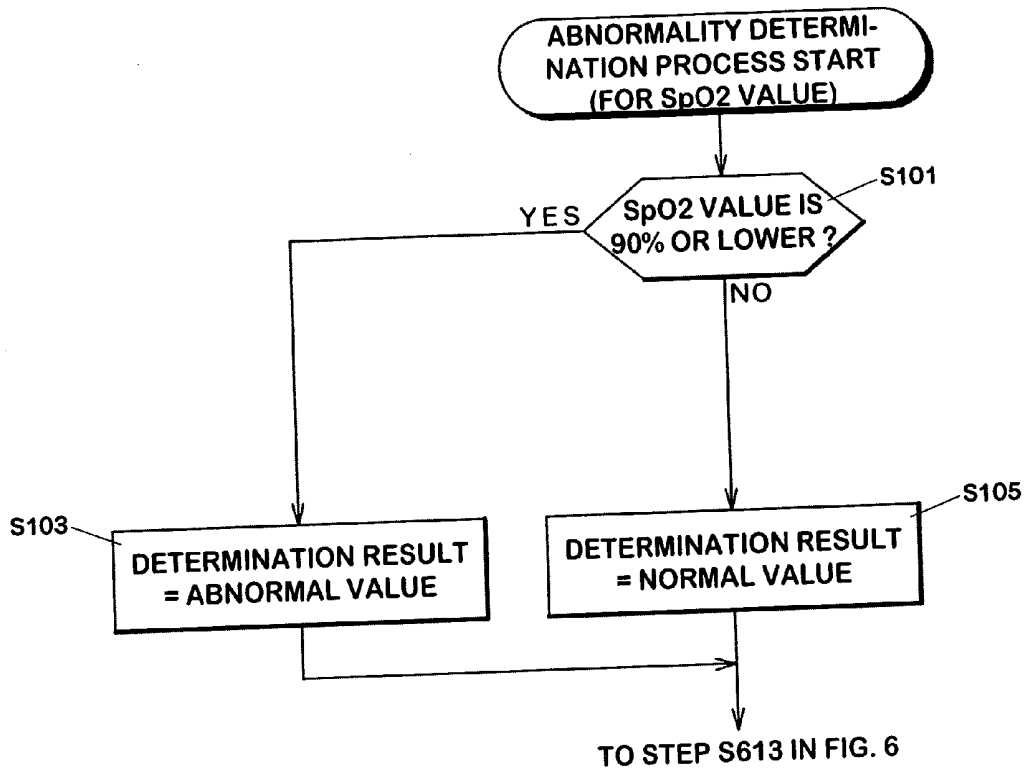 ABNORMALITY DETERMI-
NATION PROCESS START
(FOR SpO2 VALUE)
S101
YES
SpO2 VALUE IS
90% OR LOWER ?
NO
S103
DETERMINATION RESULT
= ABNORMAL VALUE
S105
DETERMINATION RESULT
= NORMAL VALUE
TO STEP S613 IN FIG. 6